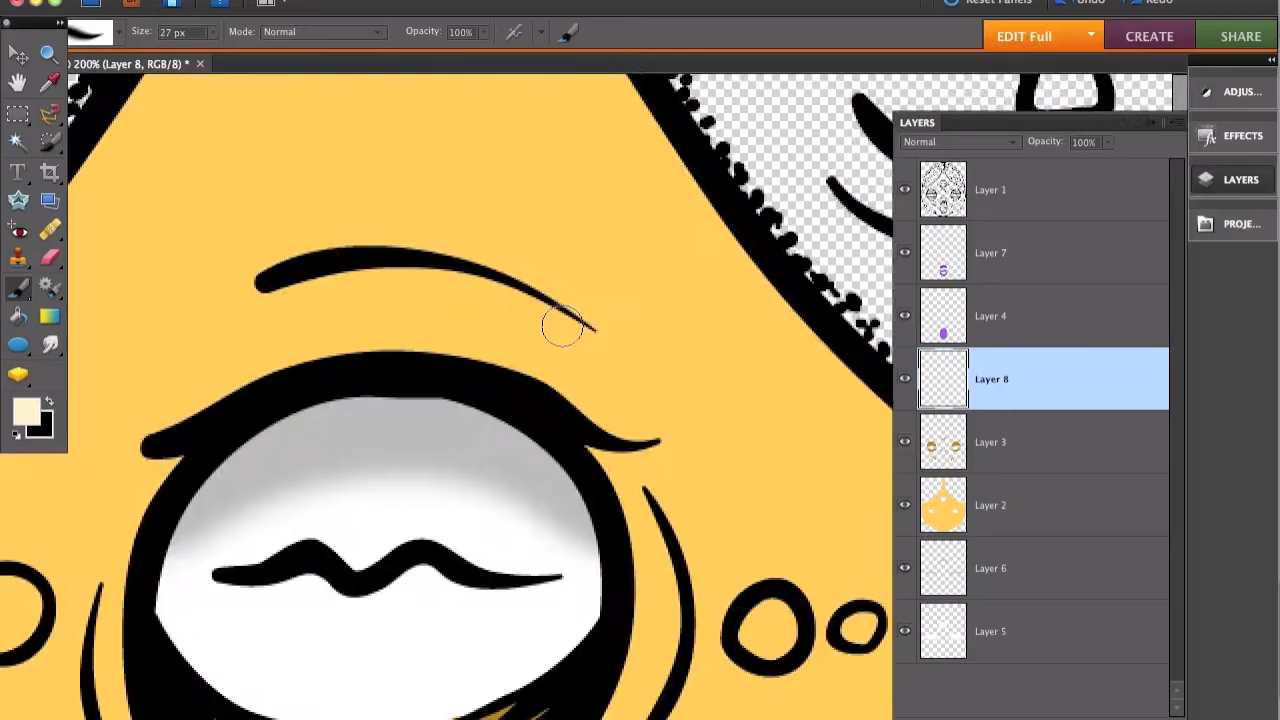 Reset Panels Undo Redo
Size: 27 px Mode: Normal Opacity: 100%
EDIT Full CREATE SHARE
200% (Layer 8, RGB/8) * ×
LAYERS
Normal Opacity: 100%
Layer 1
Layer 7
Layer 4
Layer 8
Layer 3
Layer 2
Layer 6
Layer 5
ADJUS...
EFFECTS
LAYERS
PROJE...